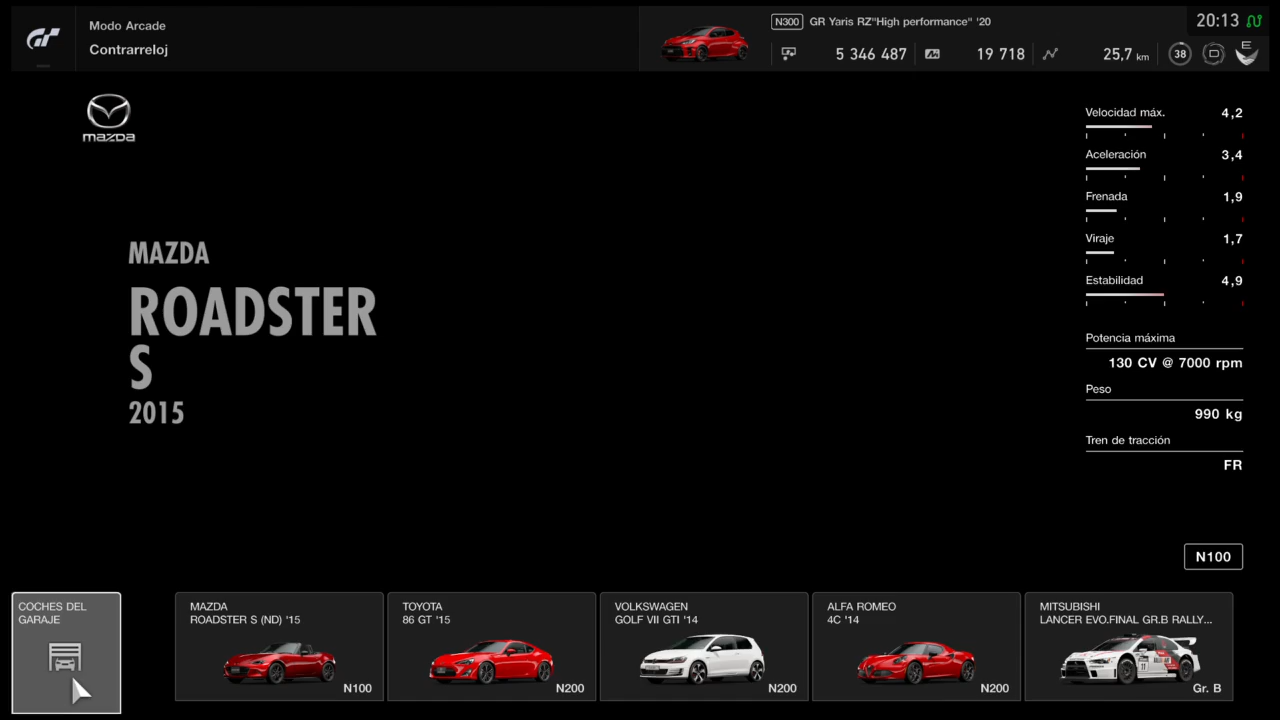 Modo Arcade
Contrarreloj
N300 GR Yaris RZ"High performance" '20
20:13
5 346 487
19 718
25,7 km
38
E
mazda
MAZDA
ROADSTER
S
2015
Velocidad máx. 4,2
Aceleración 3,4
Frenada 1,9
Viraje 1,7
Estabilidad 4,9
Potencia máxima
130 CV @ 7000 rpm
Peso
990 kg
Tren de tracción
FR
N100
COCHES DEL
GARAJE
MAZDA
ROADSTER S (ND) '15
N100
TOYOTA
86 GT '15
N200
VOLKSWAGEN
GOLF VII GTI '14
N200
ALFA ROMEO
4C '14
N200
MITSUBISHI
LANCER EVO.FINAL GR.B RALLY...
Gr. B